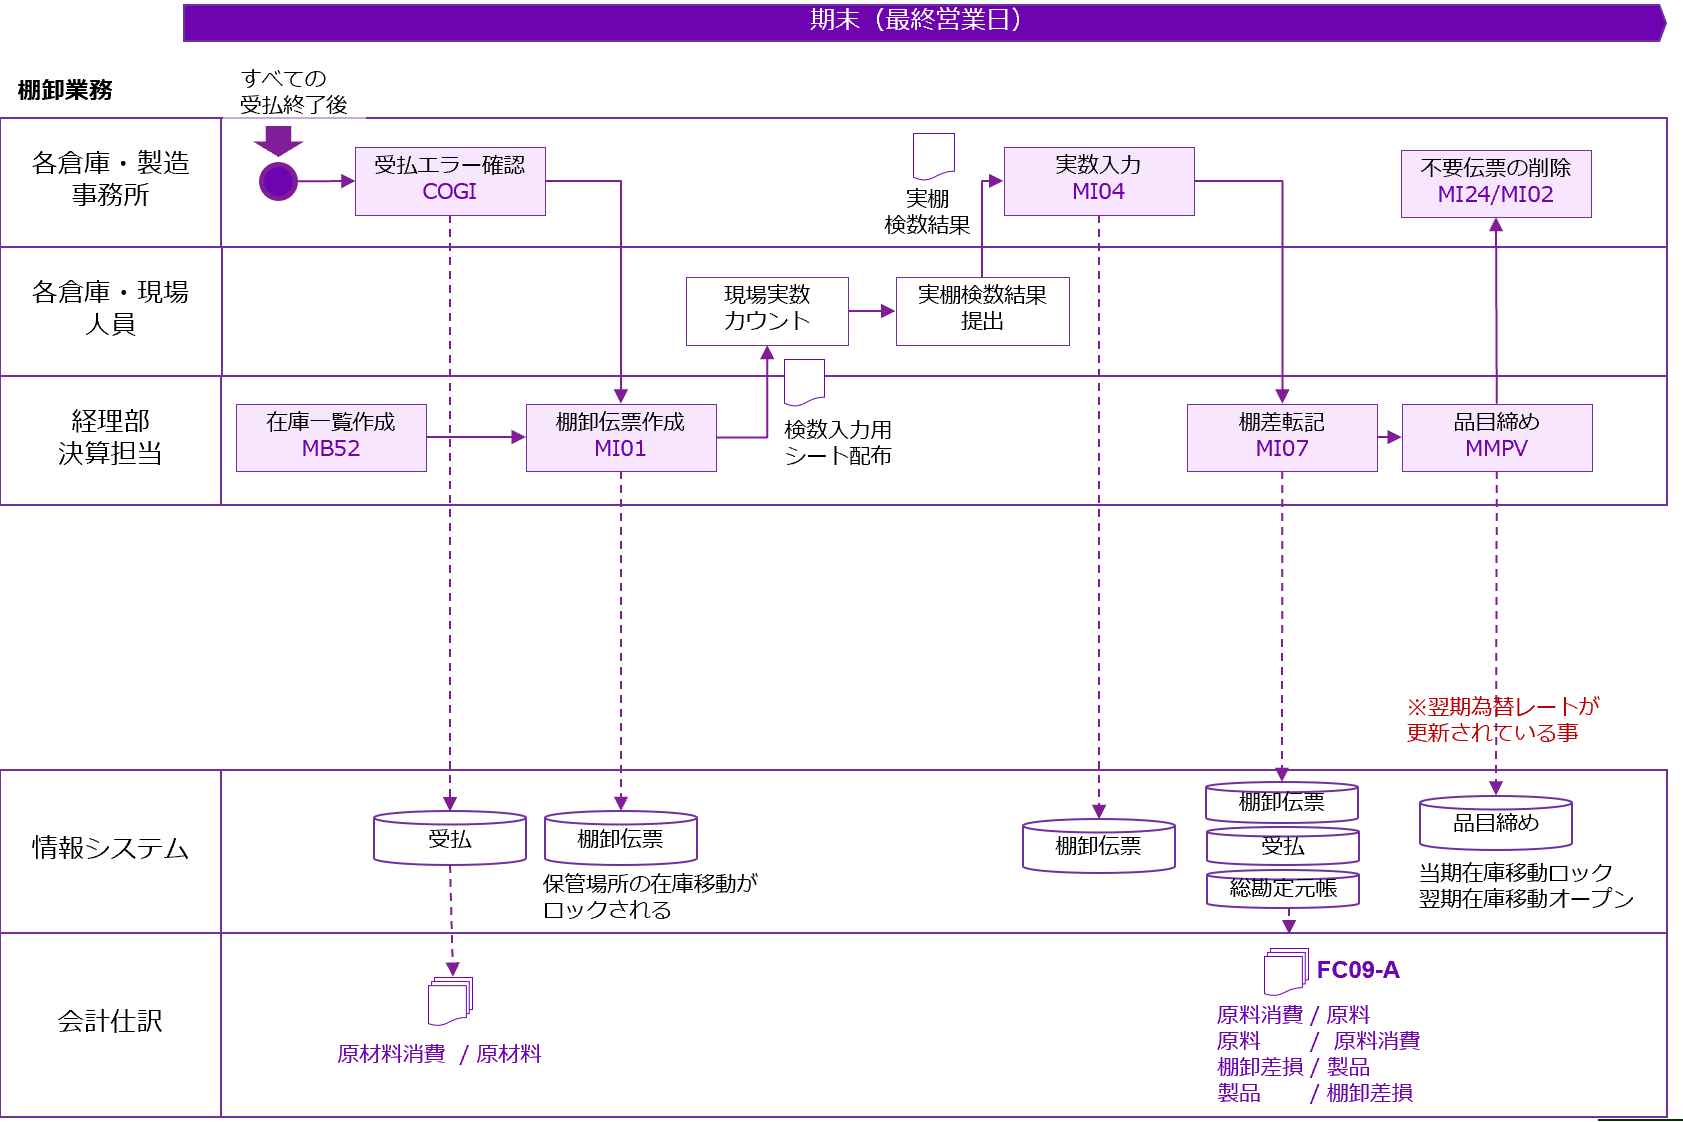 期末（最終営業日）
棚卸業務
すべての
受払終了後
各倉庫・製造
事務所
受払エラー確認
COGI
実棚
検数結果
実数入力
MI04
不要伝票の削除
MI24/MI02
各倉庫・現場
人員
現場実数
カウント
実棚検数結果
提出
経理部
決算担当
在庫一覧作成
MB52
棚卸伝票作成
MI01
検数入力用
シート配布
棚差転記
MI07
品目締め
MMPV
※翌期為替レートが
更新されている事
情報システム
受払
棚卸伝票
保管場所の在庫移動が
ロックされる
棚卸伝票
棚卸伝票
受払
総勘定元帳
品目締め
当期在庫移動ロック
翌期在庫移動オープン
会計仕訳
原材料消費 / 原材料
FC09-A
原料消費 / 原料
原料 / 原料消費
棚卸差損 / 製品
製品 / 棚卸差損